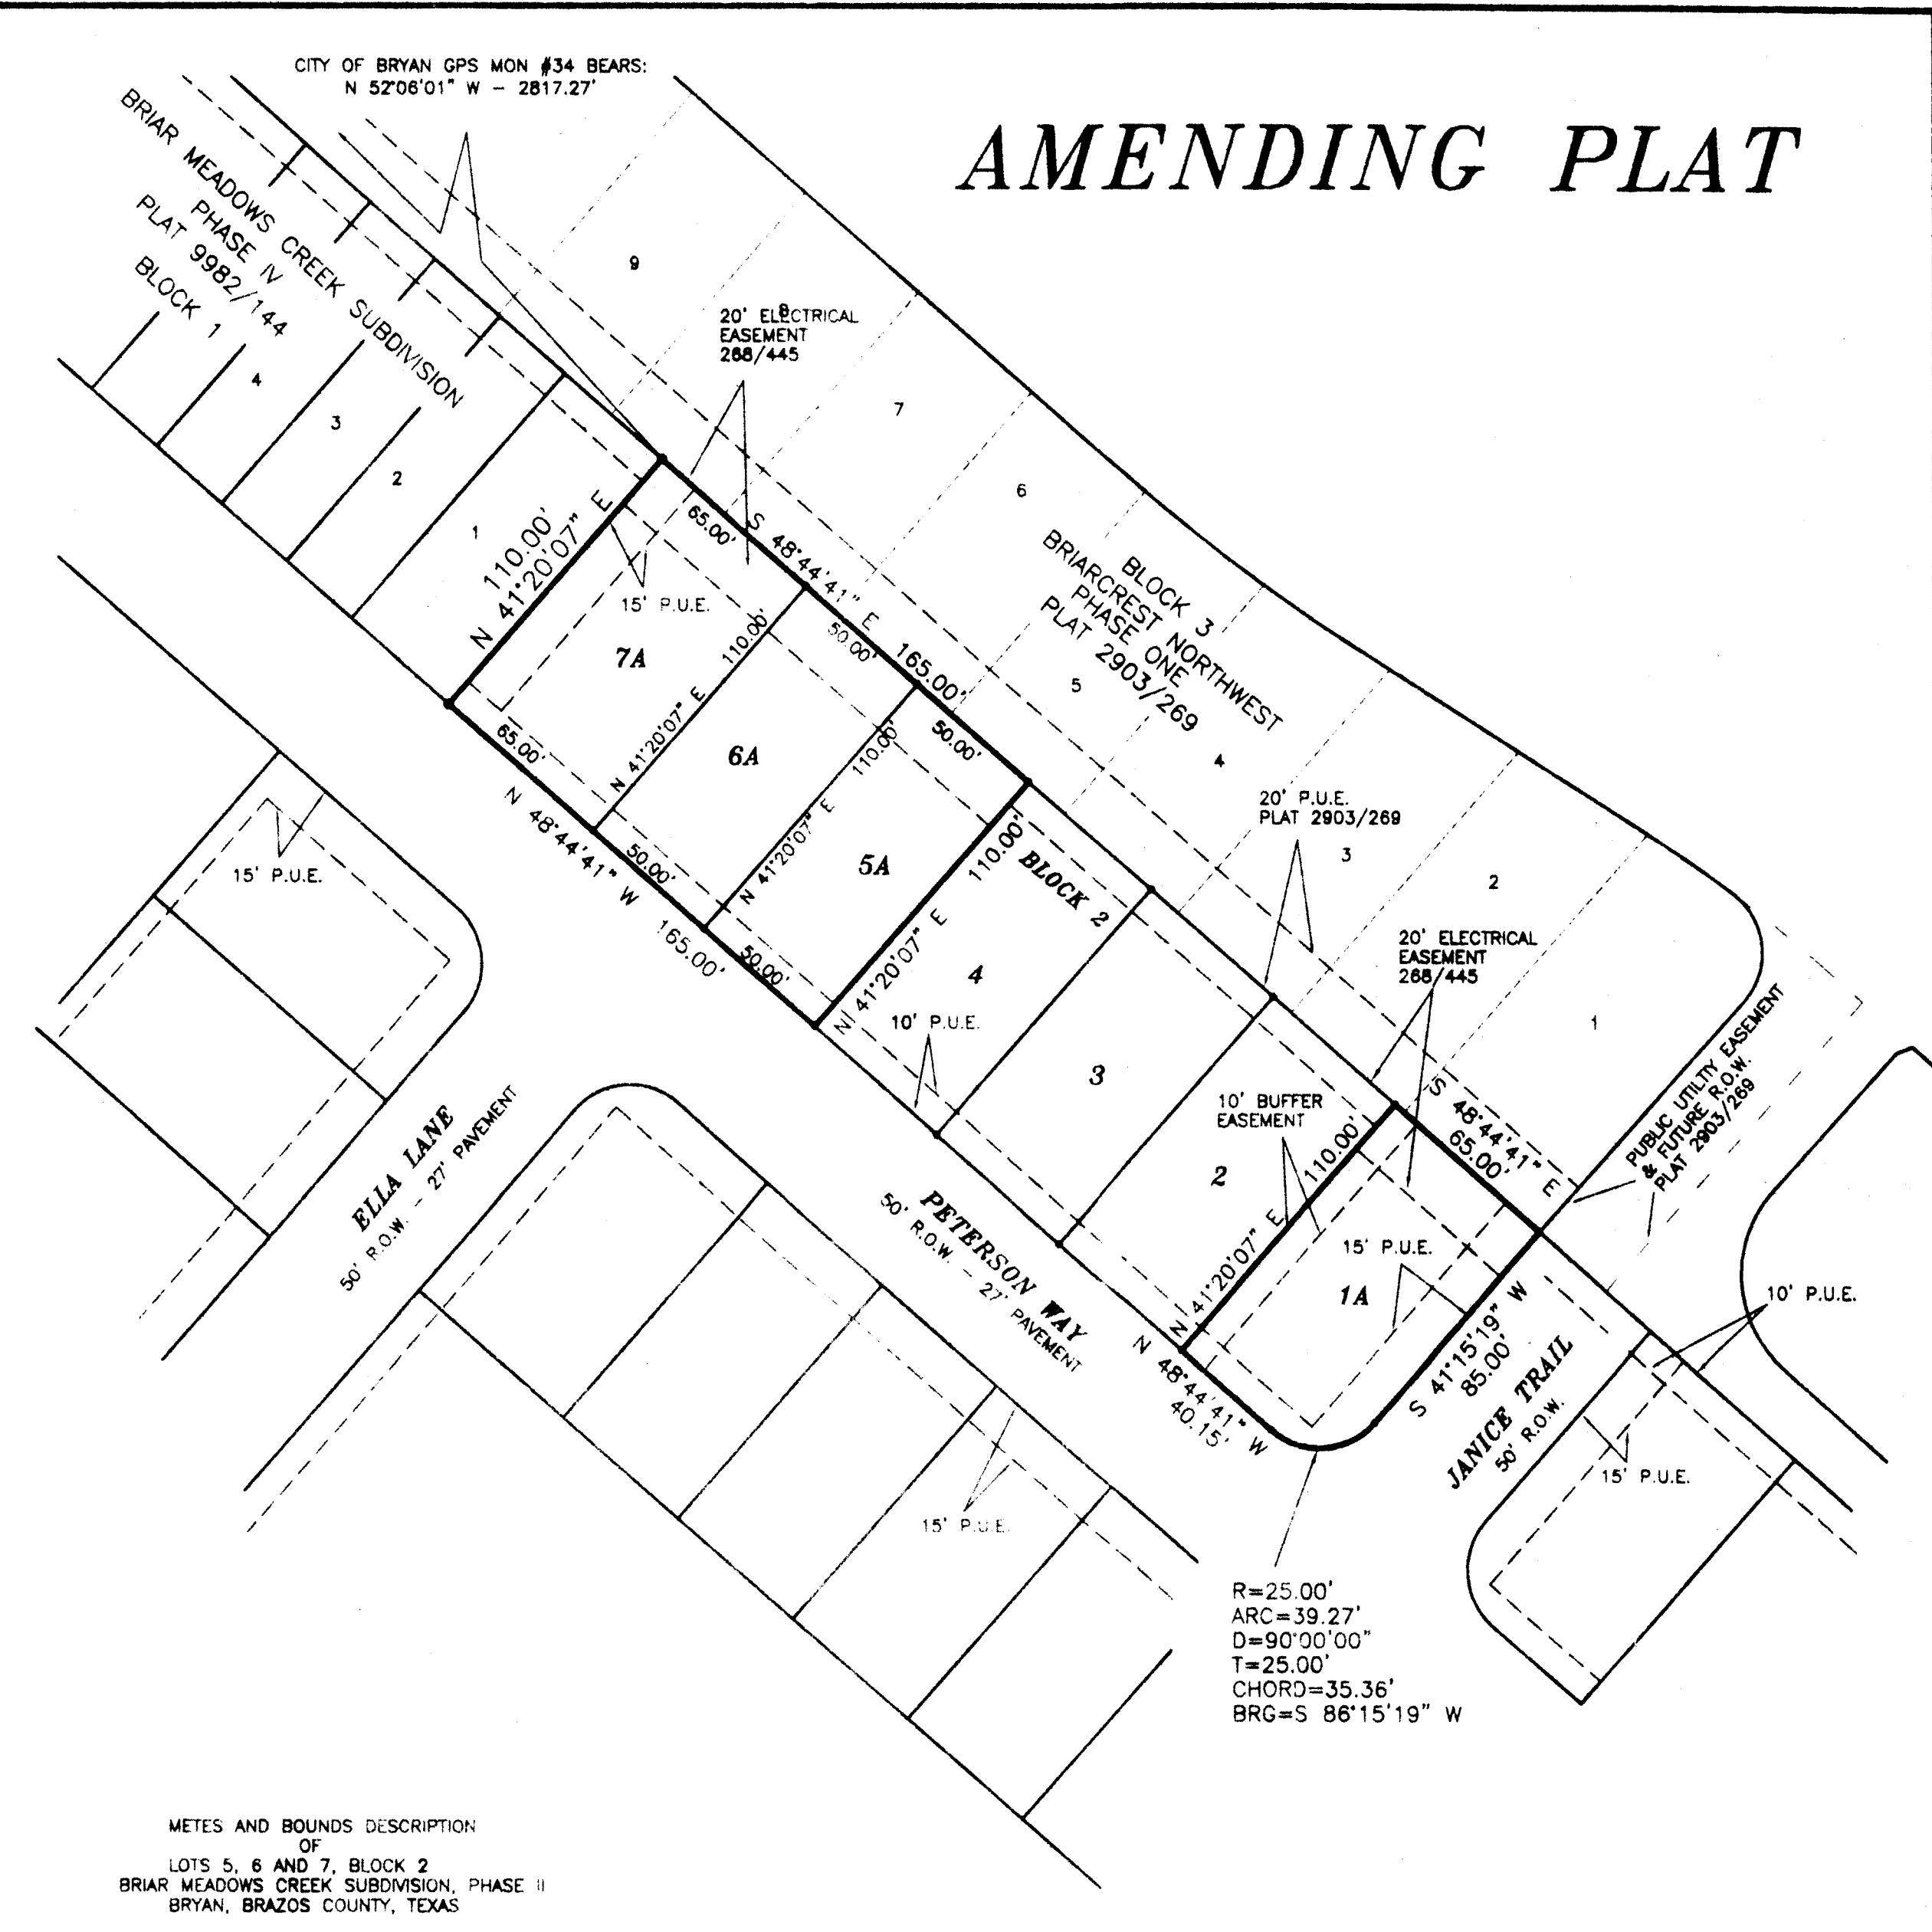 AMENDING PLAT
CITY OF BRYAN GPS MON #34 BEARS:
N 52°06'01" W - 2817.27'
BRIAR MEADOWS CREEK SUBDIVISION
PHASE IV
PLAT 9982/144
BLOCK 1
4
3
2
1
9
8
20' ELECTRICAL
EASEMENT
268/445
7
6
5
4
3
2
1
BLOCK 3
BRIARCREST NORTHWEST
PHASE ONE
PLAT 2903/269
110.00'
N 41°20'07" E
65.00'
S 48°44'41" E
165.00'
15' P.U.E.
7A
110.00'
N 41°20'07" E
50.00'
6A
110.00'
N 41°20'07" E
50.00'
5A
65.00'
N 48°44'41" W
165.00'
50.00'
50.00'
110.00'
N 41°20'07" E
BLOCK 2
4
10' P.U.E.
3
2
20' P.U.E.
PLAT 2903/269
20' ELECTRICAL
EASEMENT
268/445
10' BUFFER
EASEMENT
110.00'
N 41°20'07" E
S 48°44'41" E
65.00'
15' P.U.E.
1A
N 48°44'41" W
40.15'
S 41°15'19" W
85.00'
PUBLIC UTILTIY EASEMENT
& FUTURE R.O.W.
PLAT 2903/269
10' P.U.E.
JANICE TRAIL
50' R.O.W.
15' P.U.E.
15' P.U.E.
ELLA LANE
50' R.O.W. - 27' PAVEMENT
PETERSON WAY
50' R.O.W. - 27' PAVEMENT
15' P.U.E.
R=25.00'
ARC=39.27'
D=90°00'00"
T=25.00'
CHORD=35.36'
BRG=S 86°15'19" W
METES AND BOUNDS DESCRIPTION
OF
LOTS 5, 6 AND 7, BLOCK 2
BRIAR MEADOWS CREEK SUBDIVISION, PHASE II
BRYAN, BRAZOS COUNTY, TEXAS